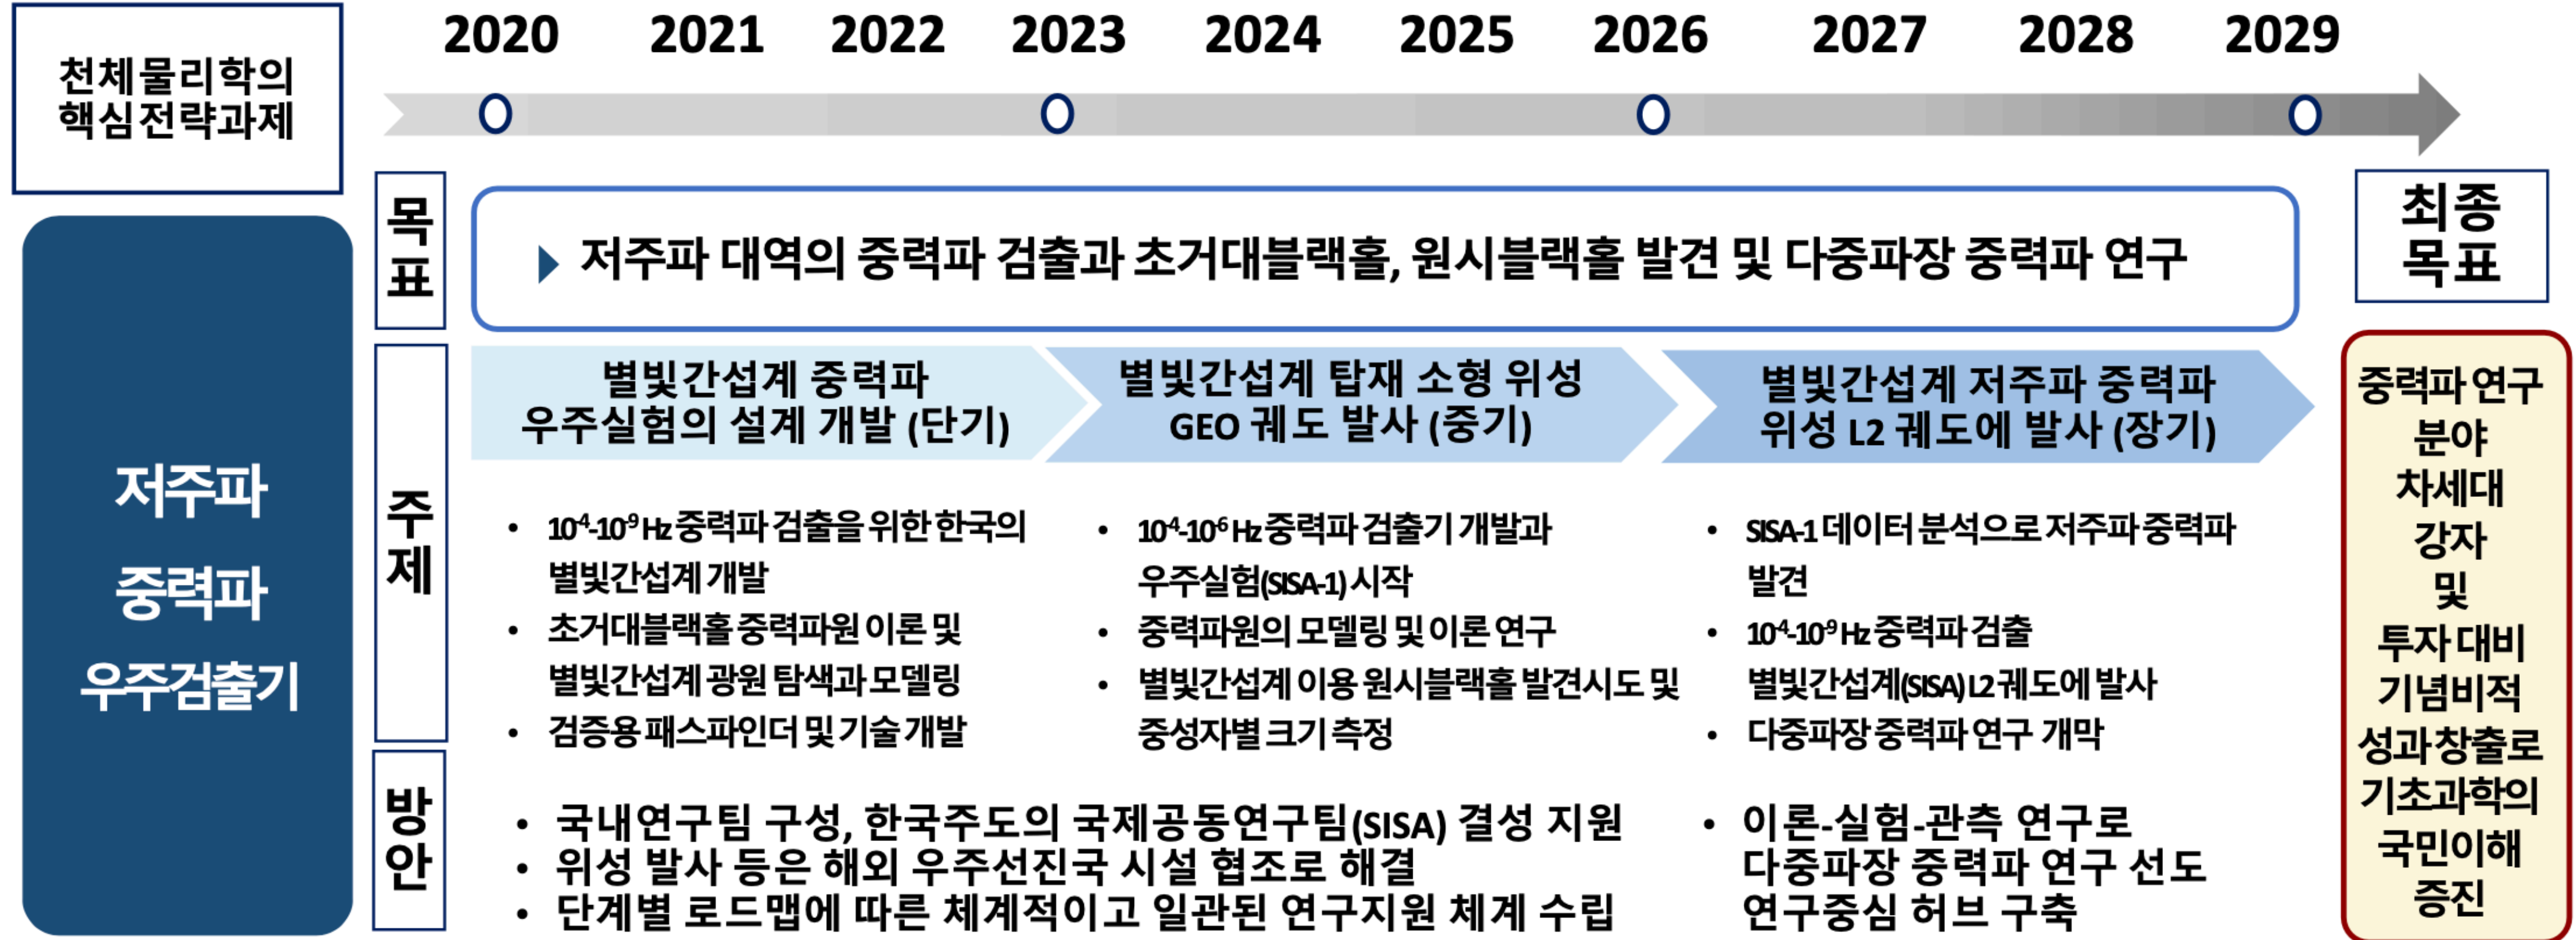 천체물리학의
핵심전략과제
2020 2021 2022 2023 2024 2025 2026 2027 2028 2029
저주파
중력파
우주검출기
목표
▶ 저주파 대역의 중력파 검출과 초거대블랙홀, 원시블랙홀 발견 및 다중파장 중력파 연구
주제
별빛간섭계 중력파
우주실험의 설계 개발 (단기)
• 10⁻⁴-10⁻⁹ Hz 중력파 검출을 위한 한국의
별빛간섭계 개발
• 초거대블랙홀 중력파원 이론 및
별빛간섭계 광원 탐색과 모델링
• 검증용 패스파인더 및 기술 개발
별빛간섭계 탑재 소형 위성
GEO 궤도 발사 (중기)
• 10⁻⁴-10⁻⁶ Hz 중력파 검출기 개발과
우주실험(SISA-1) 시작
• 중력파원의 모델링 및 이론 연구
• 별빛간섭계 이용 원시블랙홀 발견시도 및
중성자별 크기 측정
별빛간섭계 저주파 중력파
위성 L2 궤도에 발사 (장기)
• SISA-1 데이터 분석으로 저주파 중력파
발견
• 10⁻⁴-10⁻⁹ Hz 중력파 검출
별빛간섭계(SISA) L2 궤도에 발사
• 다중파장 중력파 연구 개막
방안
• 국내연구팀 구성, 한국주도의 국제공동연구팀(SISA) 결성 지원
• 위성 발사 등은 해외 우주선진국 시설 협조로 해결
• 단계별 로드맵에 따른 체계적이고 일관된 연구지원 체계 수립
• 이론-실험-관측 연구로
다중파장 중력파 연구 선도
연구중심 허브 구축
최종
목표
중력파 연구
분야
차세대
강자
및
투자 대비
기념비적
성과 창출로
기초과학의
국민이해
증진